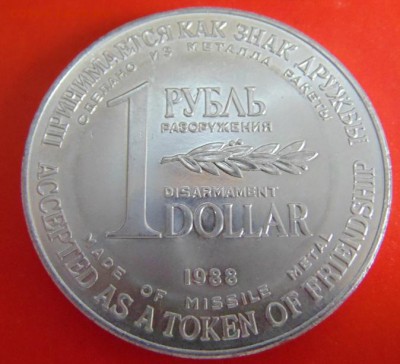 ПРИНИМАЕТСЯ КАК ЗНАК ДРУЖБЫ
СДЕЛАНО ИЗ МЕТАЛЛА РАКЕТЫ
1 РУБЛЬ
РАЗОРУЖЕНИЯ
DISARMAMENT
DOLLAR
1988
MADE OF MISSILE METAL
ACCEPTED AS A TOKEN OF FRIENDSHIP